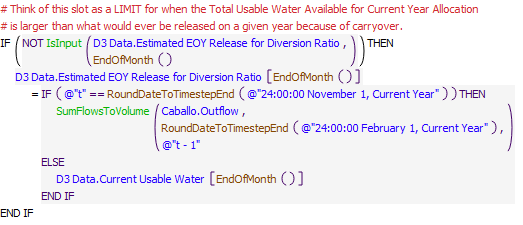 # Think of this slot as a LIMIT for when the Total Usable Water Available for Current Year Allocation
# is larger than what would ever be released on a given year because of carryover.
IF ( NOT IsInput ( D3 Data.Estimated EOY Release for Diversion Ratio ,
EndOfMonth () ) ) THEN
D3 Data.Estimated EOY Release for Diversion Ratio [ EndOfMonth () ]
= IF ( @"t" == RoundDateToTimestepEnd ( @"24:00:00 November 1, Current Year" ) ) THEN
SumFlowsToVolume ( Caballo.Outflow ,
RoundDateToTimestepEnd ( @"24:00:00 February 1, Current Year" ) ,
@"t - 1" )
ELSE
D3 Data.Current Usable Water [ EndOfMonth () ]
END IF
END IF